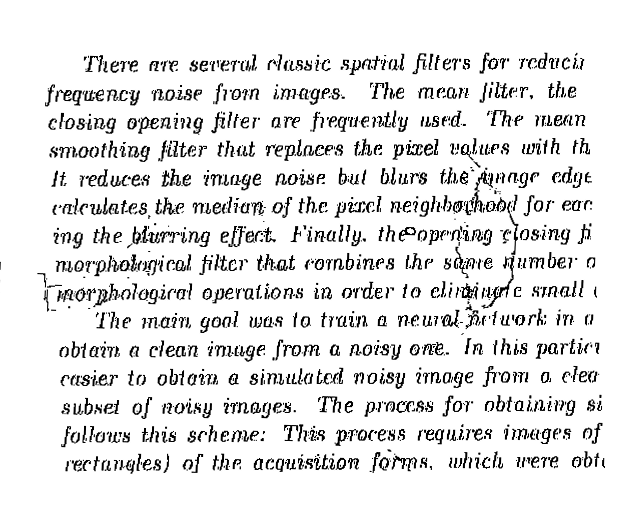 There are several classic spatial filters for reducin
frequency noise from images. The mean filter, the
closing opening filter are frequently used. The mean
smoothing filter that replaces the pixel values with th
It reduces the image noise but blurs the image edge
calculates the median of the pixel neighborhood for eac
ing the blurring effect. Finally, the opening closing fi
morphological filter that combines the same number o
morphological operations in order to eliminate small
The main goal was to train a neural network in o
obtain a clean image from a noisy one. In this partic
easier to obtain a simulated noisy image from a clea
subset of noisy images. The process for obtaining si
follows this scheme: This process requires images of
rectangles) of the acquisition forms, which were obt